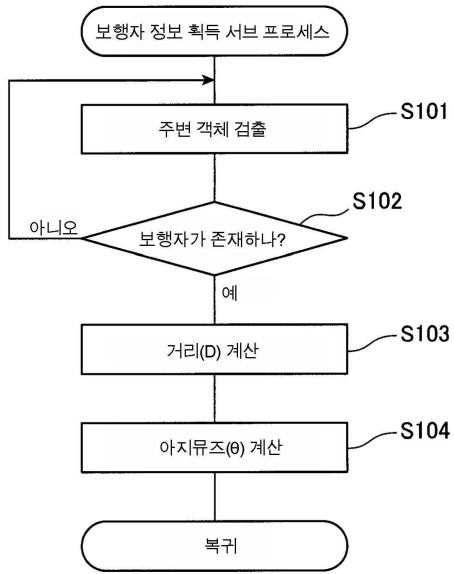 보행자 정보 획득 서브 프로세스
주변 객체 검출
S101
S102
보행자가 존재하나?
아니오
예
거리(D) 계산
S103
아지뮤즈(θ) 계산
S104
복귀